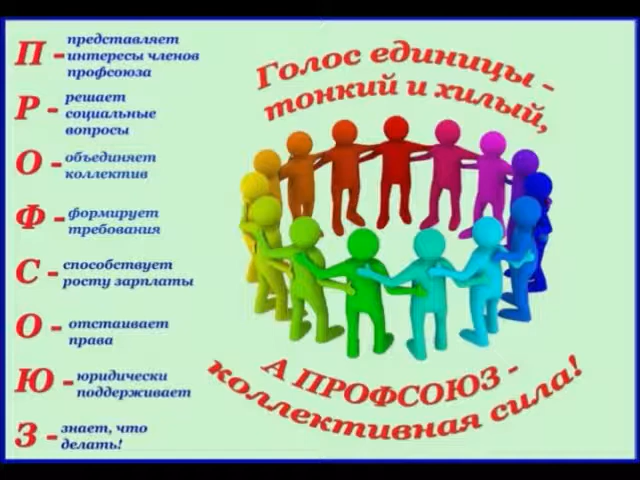 П - представляет
интересы членов
профсоюза
Р - решает
социальные
вопросы
О - объединяет
коллектив
Ф - формирует
требования
С - способствует
росту зарплаты
О - отстаивает
права
Ю - юридически
поддерживает
З - знает, что
делать!
Голос единицы -
тонкий и хилый,
А ПРОФСОЮЗ -
коллективная сила!